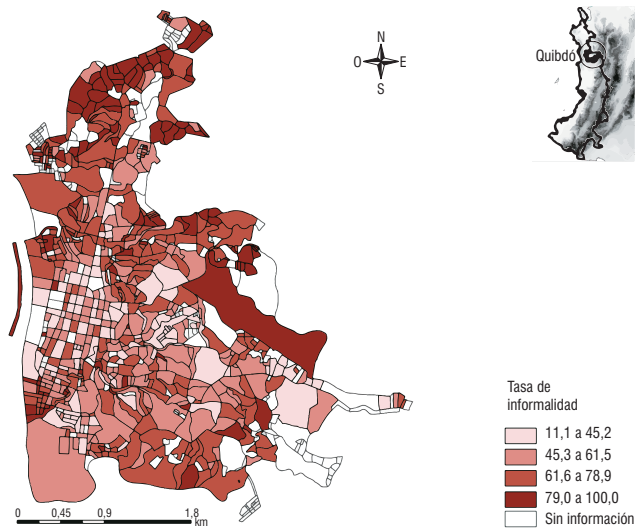 N
O E
S
Quibdó
Tasa de
informalidad
11,1 a 45,2
45,3 a 61,5
61,6 a 78,9
79,0 a 100,0
Sin información
0 0,45 0,9 1,8
km